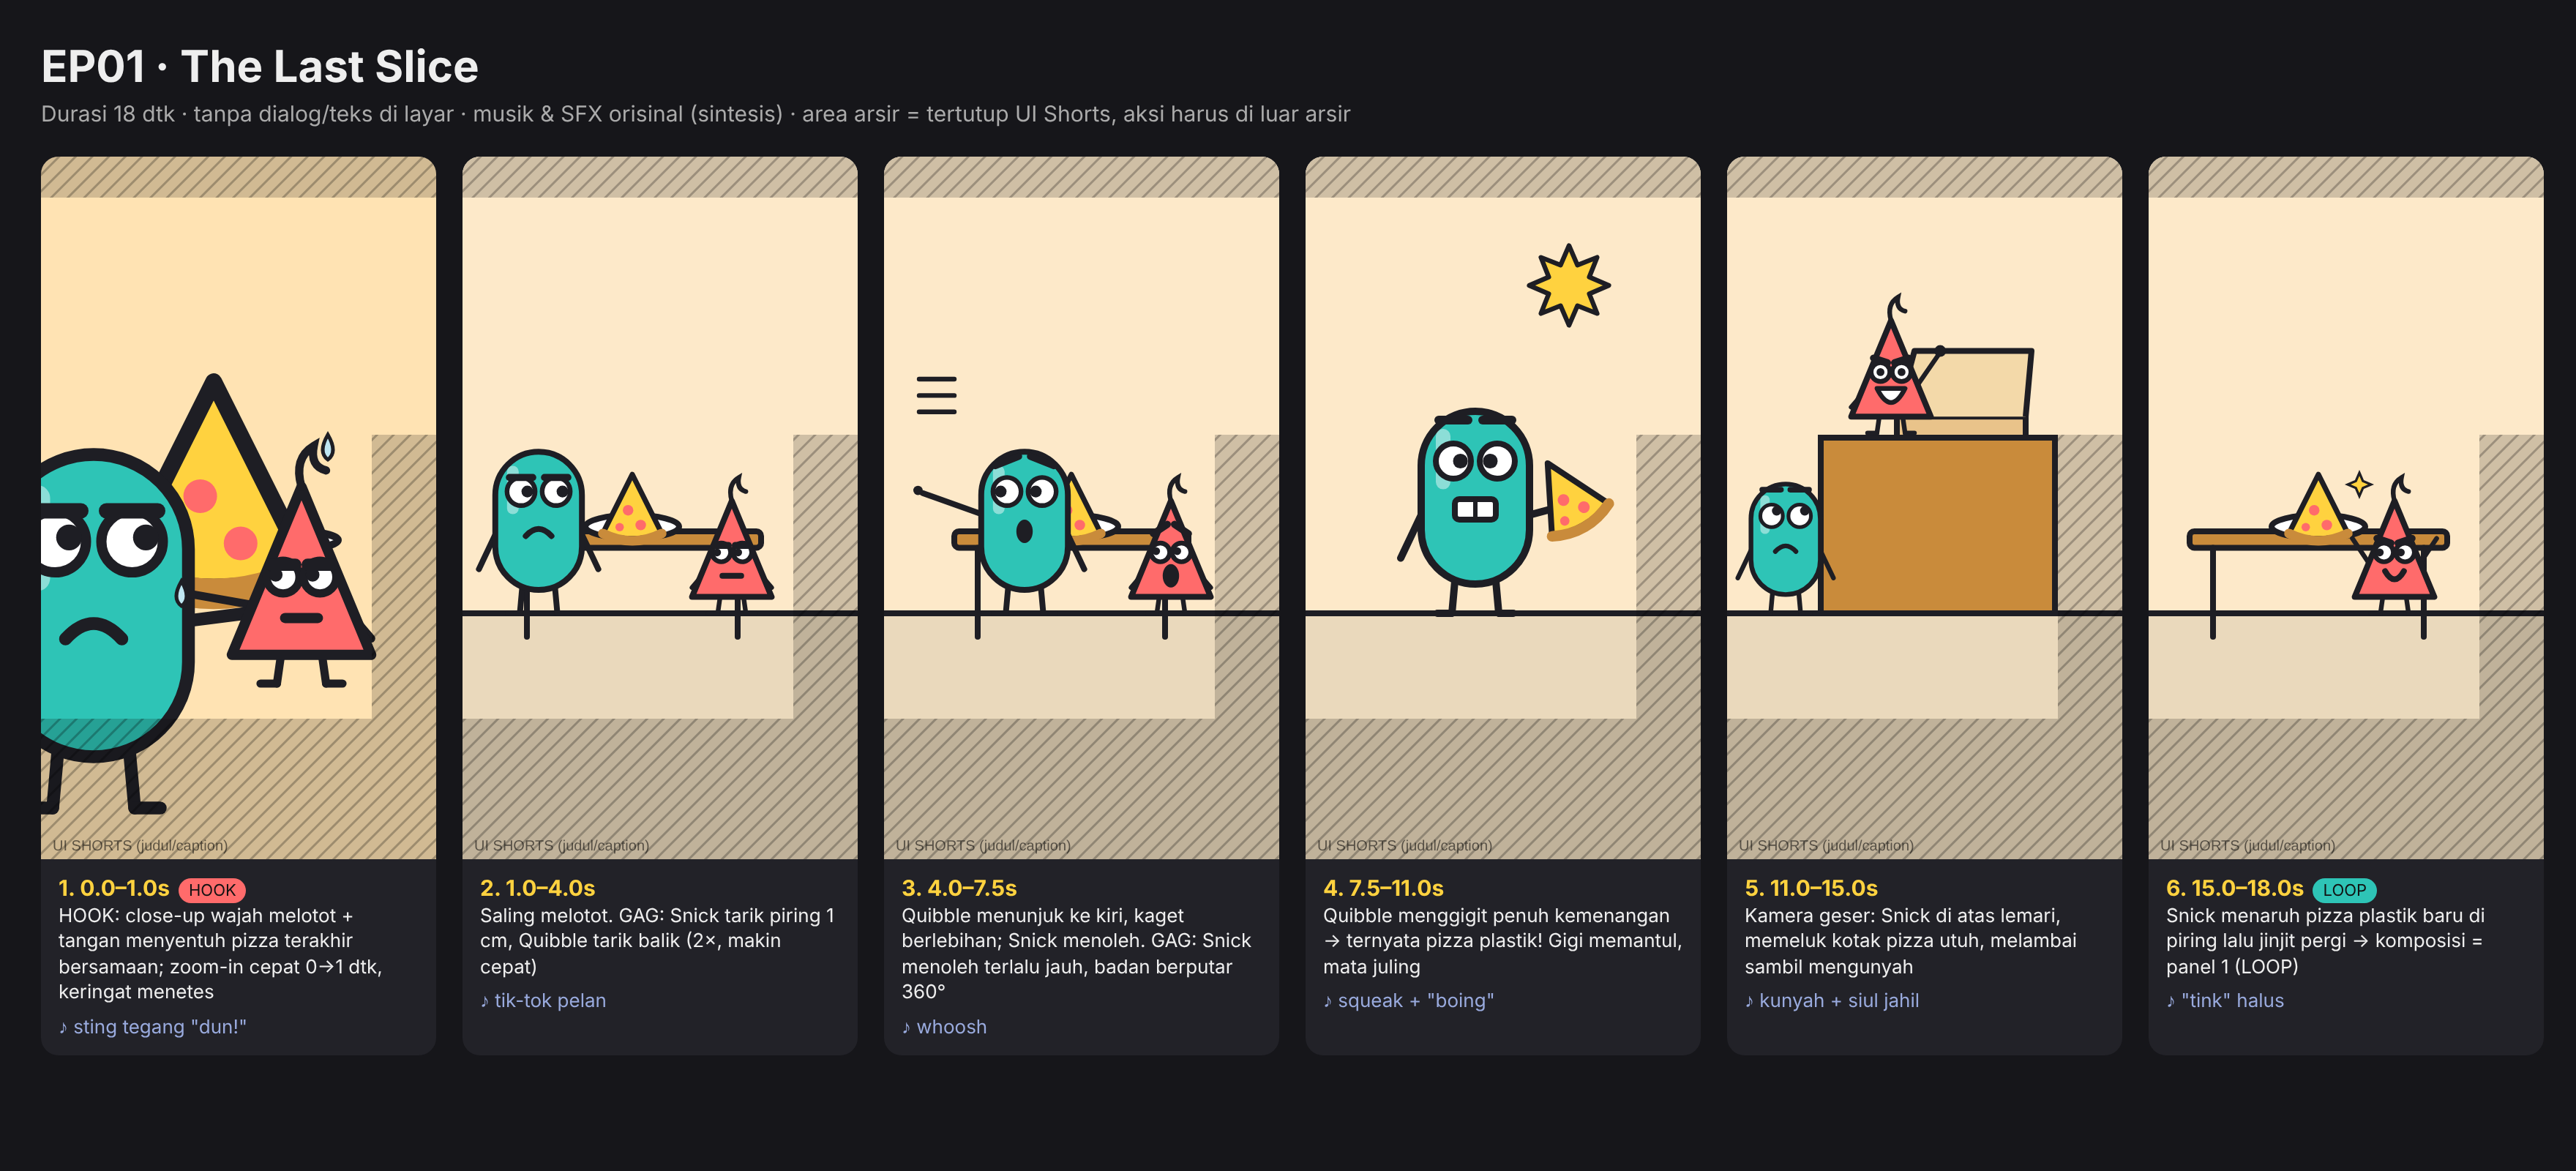 EP01 · The Last Slice
Durasi 18 dtk · tanpa dialog/teks di layar · musik & SFX orisinal (sintesis) · area arsir = tertutup UI Shorts, aksi harus di luar arsir
UI SHORTS (judul/caption)
1. 0.0–1.0s HOOK
HOOK: close-up wajah melotot +
tangan menyentuh pizza terakhir
bersamaan; zoom-in cepat 0→1 dtk,
keringat menetes
♪ sting tegang "dun!"
UI SHORTS (judul/caption)
2. 1.0–4.0s
Saling melotot. GAG: Snick tarik piring 1
cm, Quibble tarik balik (2×, makin
cepat)
♪ tik-tok pelan
UI SHORTS (judul/caption)
3. 4.0–7.5s
Quibble menunjuk ke kiri, kaget
berlebihan; Snick menoleh. GAG: Snick
menoleh terlalu jauh, badan berputar
360°
♪ whoosh
UI SHORTS (judul/caption)
4. 7.5–11.0s
Quibble menggigit penuh kemenangan
→ ternyata pizza plastik! Gigi memantul,
mata juling
♪ squeak + "boing"
UI SHORTS (judul/caption)
5. 11.0–15.0s
Kamera geser: Snick di atas lemari,
memeluk kotak pizza utuh, melambai
sambil mengunyah
♪ kunyah + siul jahil
UI SHORTS (judul/caption)
6. 15.0–18.0s LOOP
Snick menaruh pizza plastik baru di
piring lalu jinjit pergi → komposisi =
panel 1 (LOOP)
♪ "tink" halus